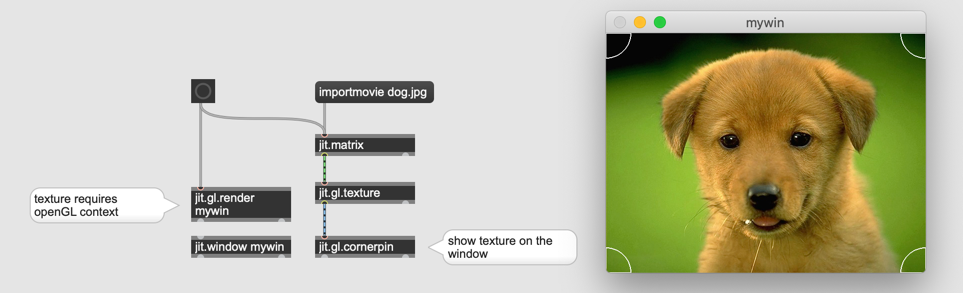 mywin
importmovie dog.jpg
jit.matrix
texture requires
openGL context
jit.gl.render
mywin
jit.gl.texture
jit.window mywin
jit.gl.cornerpin
show texture on the
window